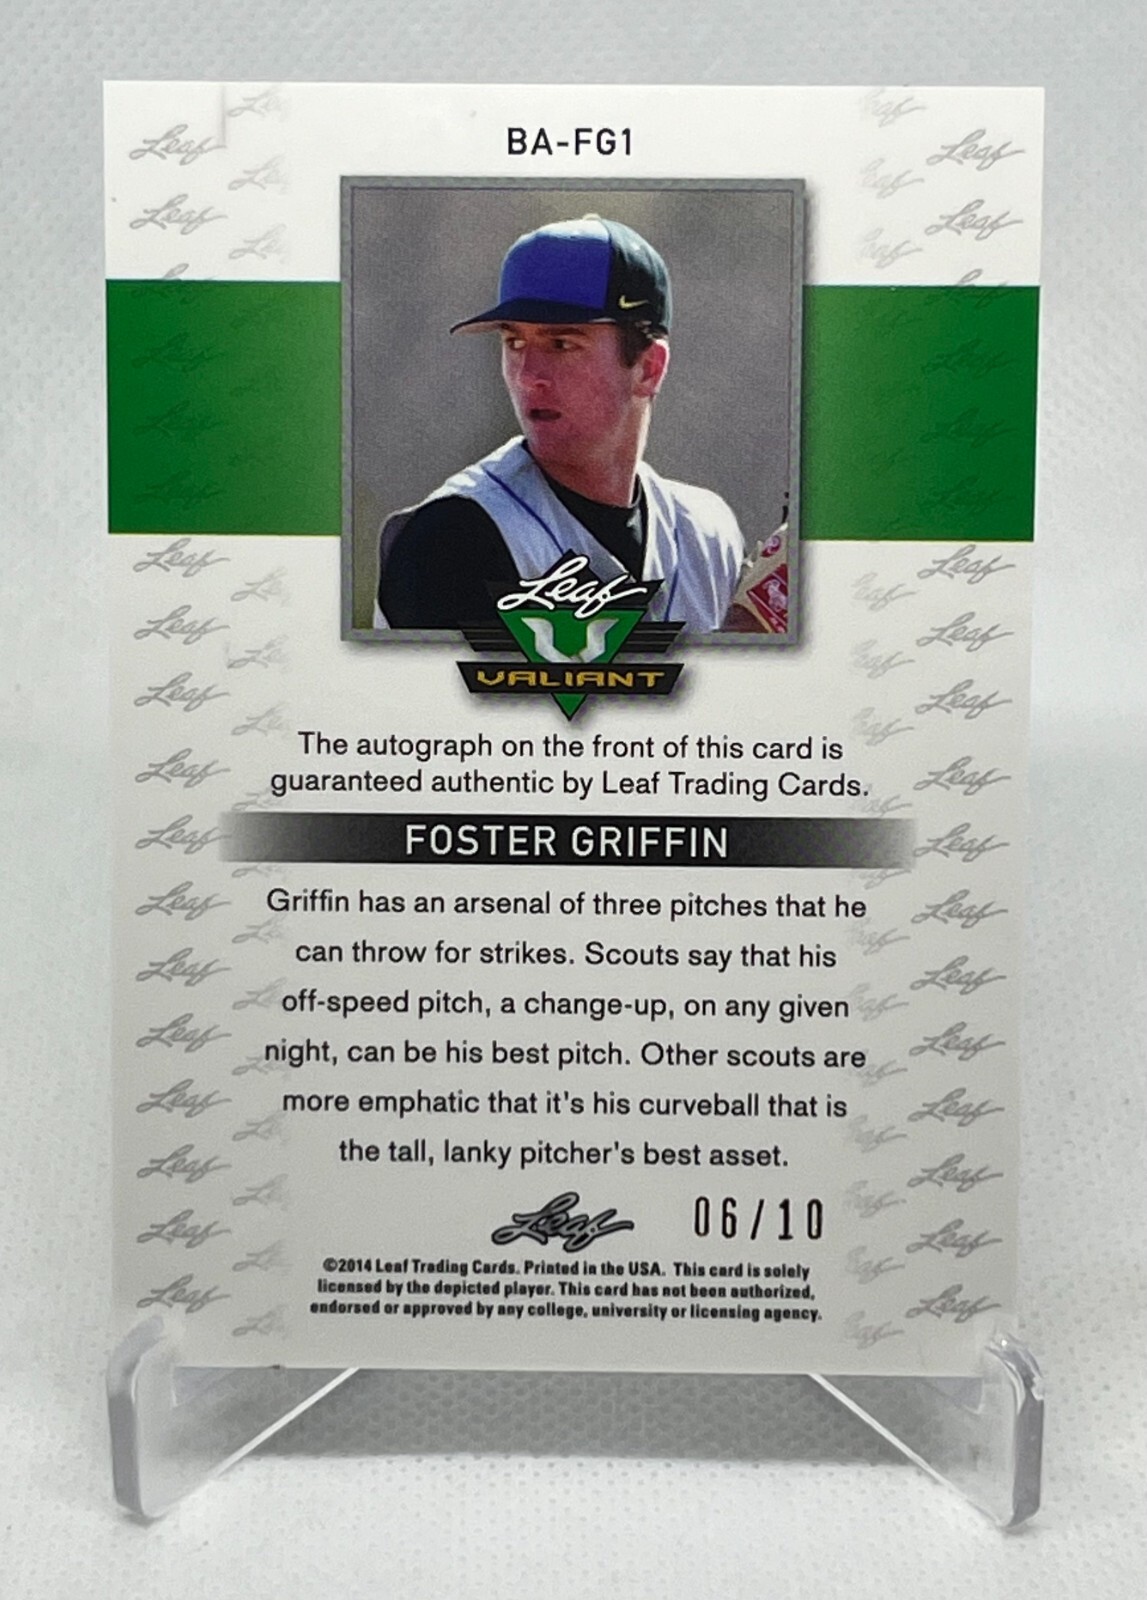 BA-FG1
Leaf
VALIANT
The autograph on the front of this card is
guaranteed authentic by Leaf Trading Cards.
FOSTER GRIFFIN
Griffin has an arsenal of three pitches that he
can throw for strikes. Scouts say that his
off-speed pitch, a change-up, on any given
night, can be his best pitch. Other scouts are
more emphatic that it's his curveball that is
the tall, lanky pitcher's best asset.
Leaf 06/10
©2014 Leaf Trading Cards. Printed in the USA. This card is solely
licensed by the depicted player. This card has not been authorized,
endorsed or approved by any college, university or licensing agency.